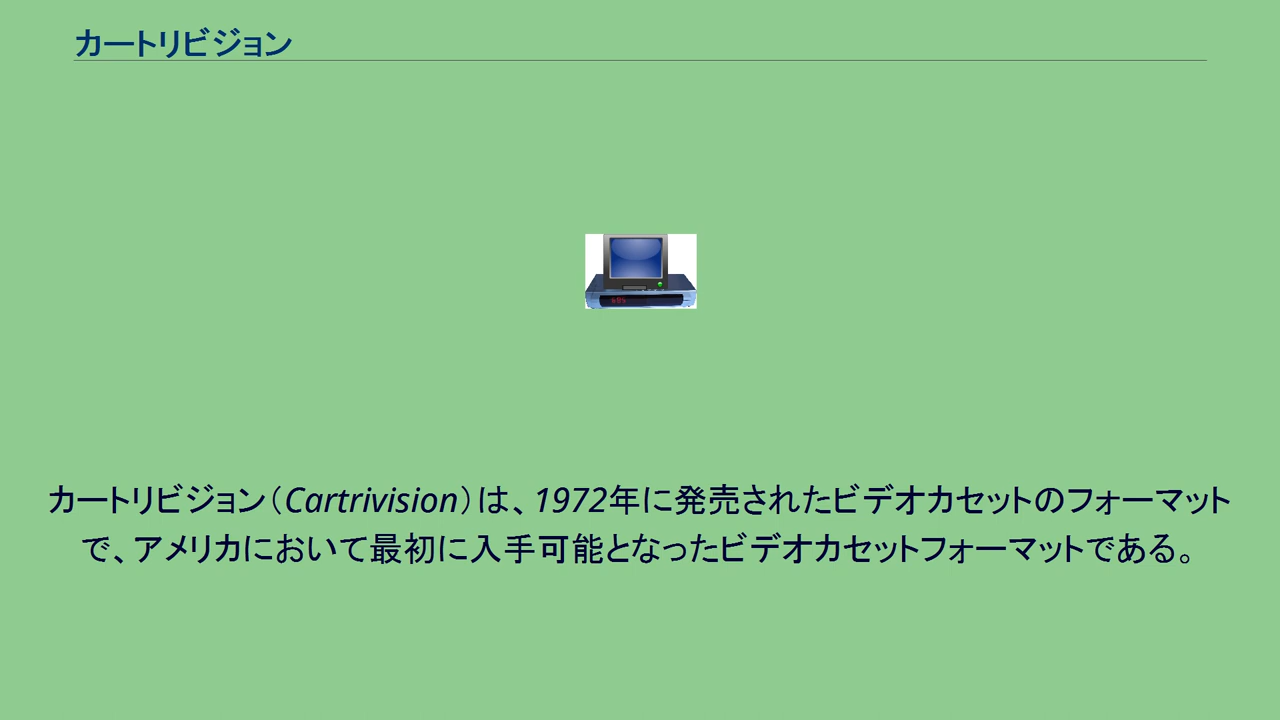 カートリビジョン
カートリビジョン（Cartrivision）は、1972年に発売されたビデオカセットのフォーマット
で、アメリカにおいて最初に入手可能となったビデオカセットフォーマットである。